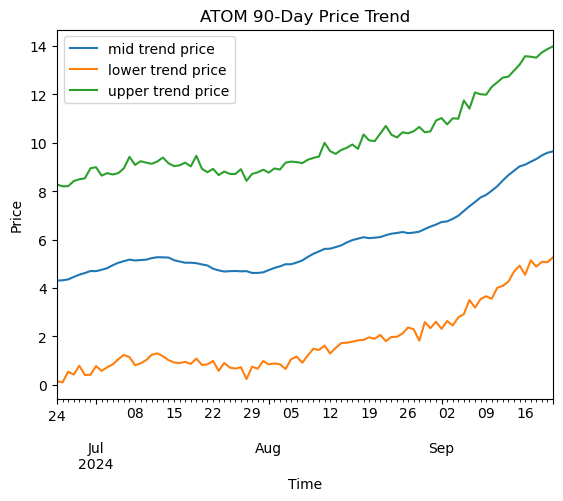 ATOM 90-Day Price Trend
mid trend price
lower trend price
upper trend price
14
12
10
8
6
4
2
0
Price
24 08 15 22 29 05 12 19 26 02 09 16
Jul Aug Sep
2024
Time